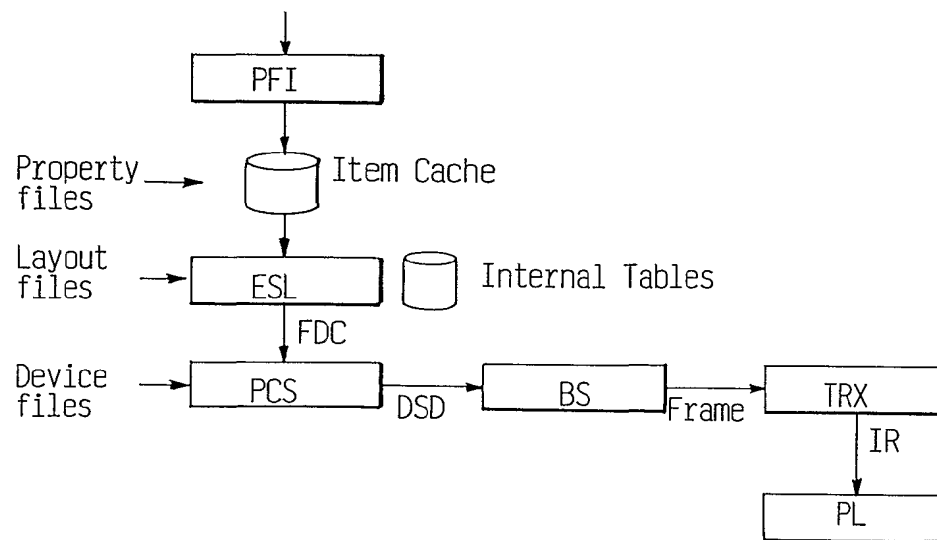 PFI
Property
files
Item Cache
Layout
files
ESL
Internal Tables
FDC
Device
files
PCS
DSD
BS
Frame
TRX
IR
PL